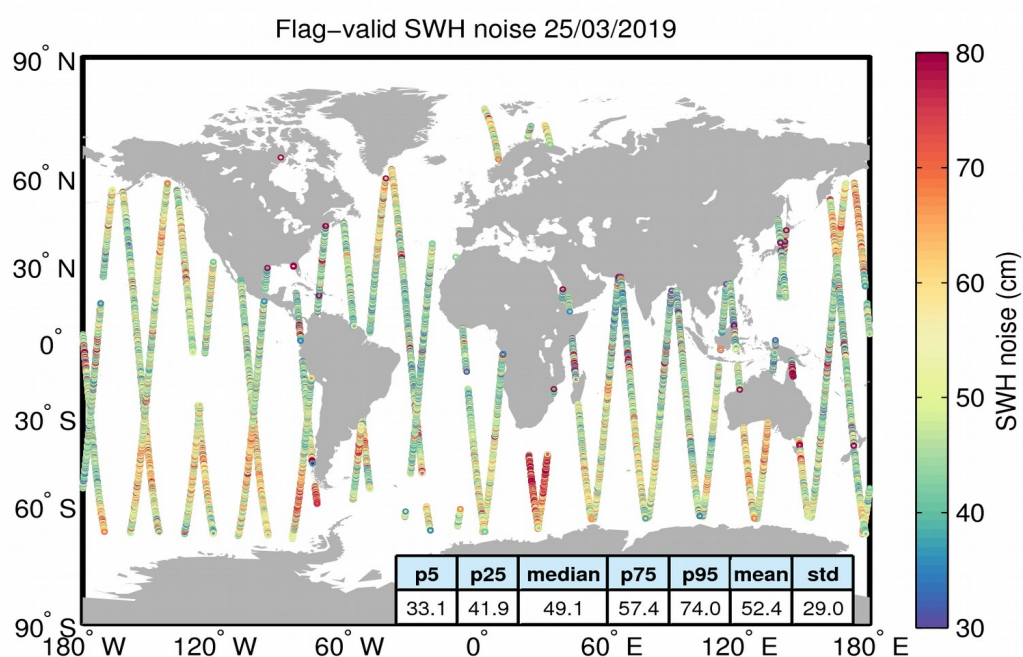 Flag−valid SWH noise 25/03/2019
90° N
60° N
30° N
0°
30° S
60° S
90° S
180° W
120° W
60° W
0°
60° E
120° E
180° E
80
70
60
50
40
30
SWH noise (cm)
p5 p25 median p75 p95 mean std
33.1 41.9 49.1 57.4 74.0 52.4 29.0